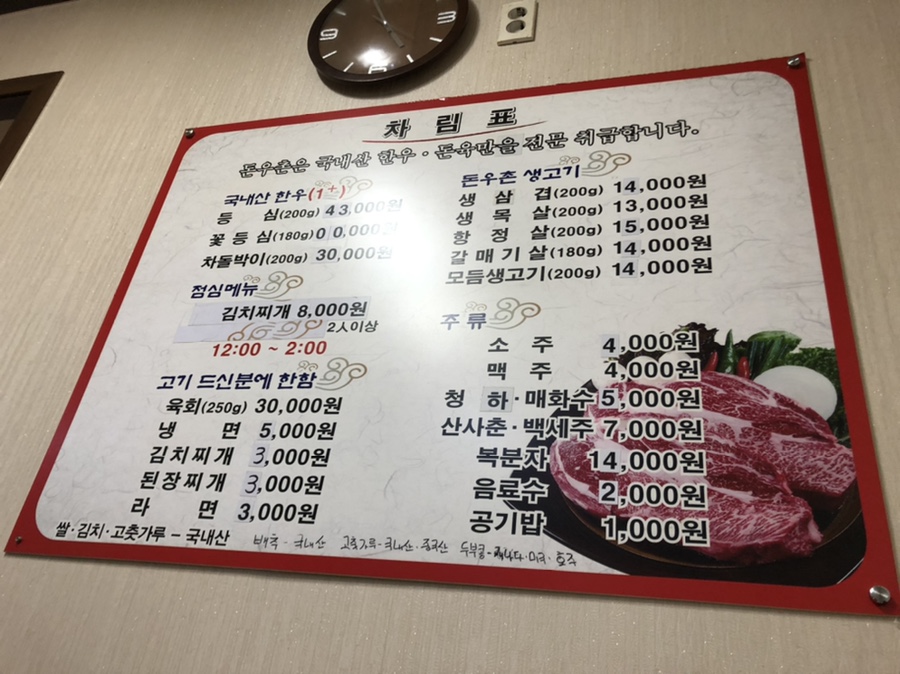 차림표
돈우촌은 국내산 한우·돈육만을 전문 취급합니다.
국내산 한우(1+)
등 심(200g) 43,000원
꽃등심(180g) 00,000원
차돌박이(200g) 30,000원
점심메뉴
김치찌개 8,000원
2人이상
12:00 ~ 2:00
고기 드신분에 한함
육회(250g) 30,000원
냉 면 5,000원
김치찌개 3,000원
된장찌개 3,000원
라 면 3,000원
돈우촌 생고기
생 삼 겹(200g) 14,000원
생 목 살(200g) 13,000원
항 정 살(200g) 15,000원
갈매기살(180g) 14,000원
모듬생고기(200g) 14,000원
주류
소 주 4,000원
맥 주 4,000원
청 하·매화수 5,000원
산사춘·백세주 7,000원
복분자 14,000원
음료수 2,000원
공기밥 1,000원
쌀·김치·고춧가루 - 국내산
배추 - 국내산 고춧가루-국내산·중국산 두부콩-캐나다·미국·호주